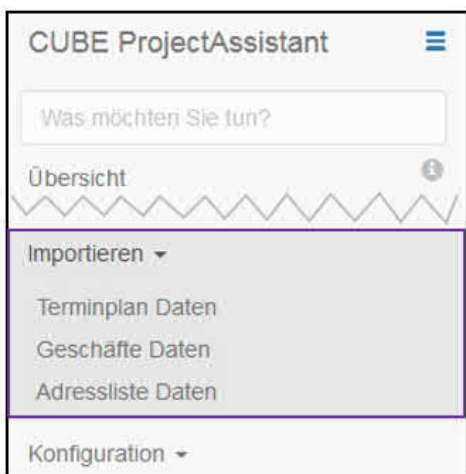 CUBE ProjectAssistant
Was möchten Sie tun?
Übersicht
Importieren
Terminplan Daten
Geschäfte Daten
Adressliste Daten
Konfiguration